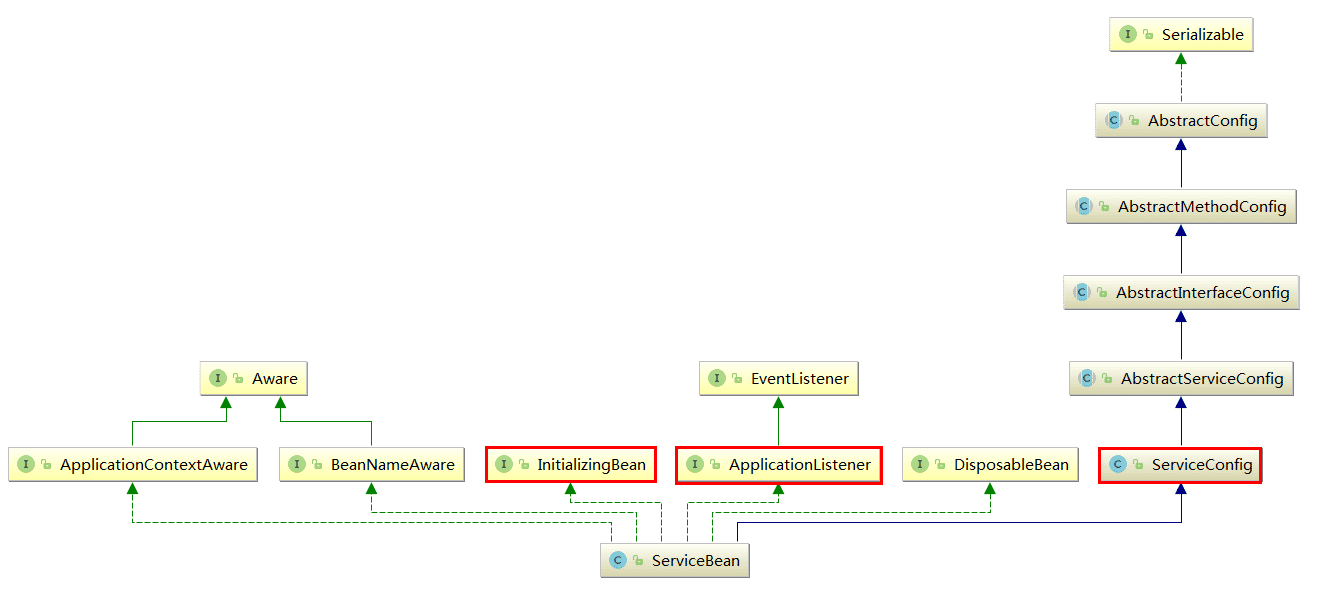 I Serializable
C AbstractConfig
C AbstractMethodConfig
C AbstractInterfaceConfig
I Aware
I EventListener
C AbstractServiceConfig
I ApplicationContextAware
I BeanNameAware
I InitializingBean
I ApplicationListener
I DisposableBean
C ServiceConfig
C ServiceBean